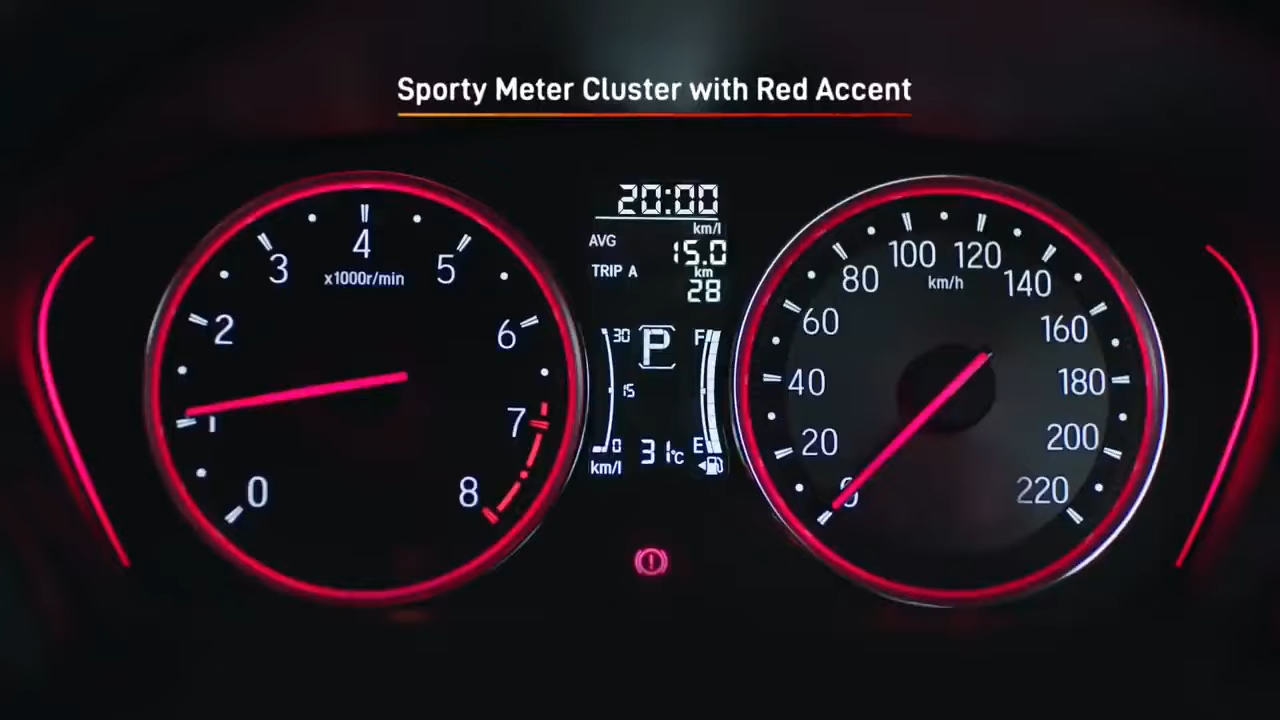 Sporty Meter Cluster with Red Accent
20:00
km/l
AVG 15.0
km
TRIP A 28
0 1 2 3 4 5 6 7 8
x1000r/min
30
15
0
km/l
P
F
E
31°C
0 20 40 60 80 100 120 140 160 180 200 220
km/h